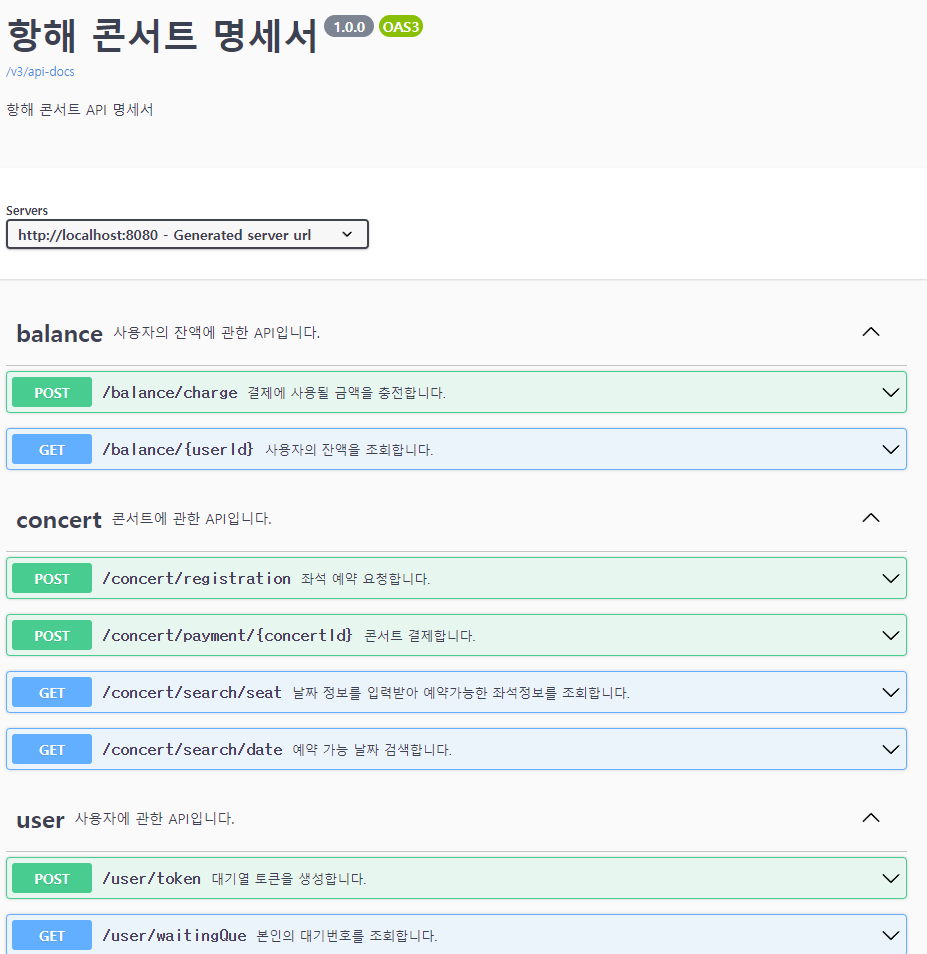 항해 콘서트 명세서 1.0.0 OAS3
/v3/api-docs
항해 콘서트 API 명세서
Servers
http://localhost:8080 - Generated server url
balance 사용자의 잔액에 관한 API입니다.
POST /balance/charge 결제에 사용될 금액을 충전합니다.
GET /balance/{userId} 사용자의 잔액을 조회합니다.
concert 콘서트에 관한 API입니다.
POST /concert/registration 좌석 예약 요청합니다.
POST /concert/payment/{concertId} 콘서트 결제합니다.
GET /concert/search/seat 날짜 정보를 입력받아 예약가능한 좌석정보를 조회합니다.
GET /concert/search/date 예약 가능 날짜 검색합니다.
user 사용자에 관한 API입니다.
POST /user/token 대기열 토큰을 생성합니다.
GET /user/waitingQue 본인의 대기번호를 조회합니다.